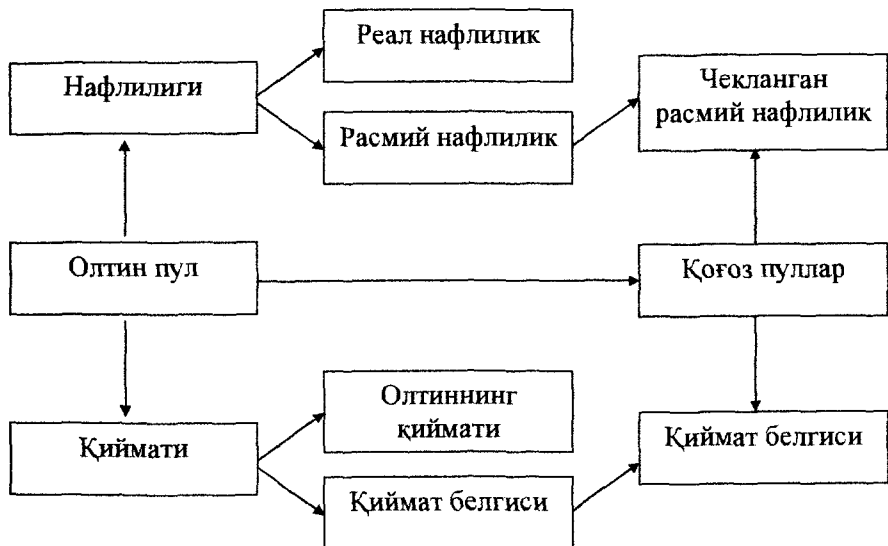 Реал нафлилик
Нафлилиги
Чекланган
расмий нафлилик
Расмий нафлилик
Олтин пул
Қоғоз пуллар
Олтиннинг
қиймати
Қиймати
Қиймат белгиси
Қиймат белгиси